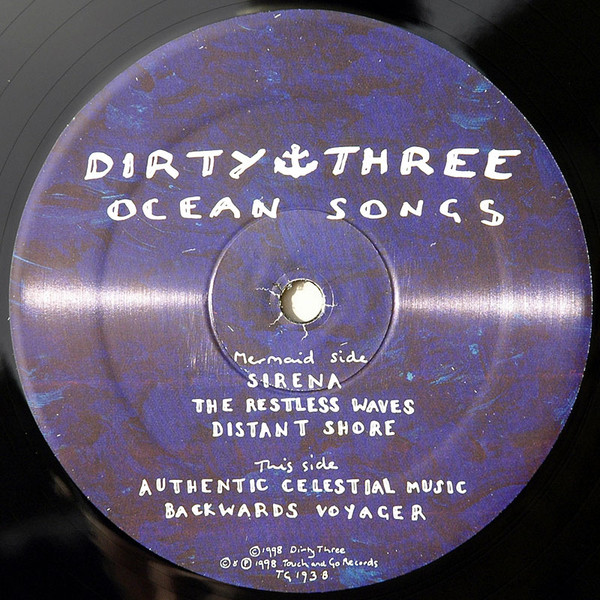 DIRTY THREE
OCEAN SONGS
Mermaid side
SIRENA
THE RESTLESS WAVES
DISTANT SHORE
This side
AUTHENTIC CELESTIAL MUSIC
BACKWARDS VOYAGER
© 1998 Dirty Three
© & ℗ 1998 Touch and Go Records
TG 193 B